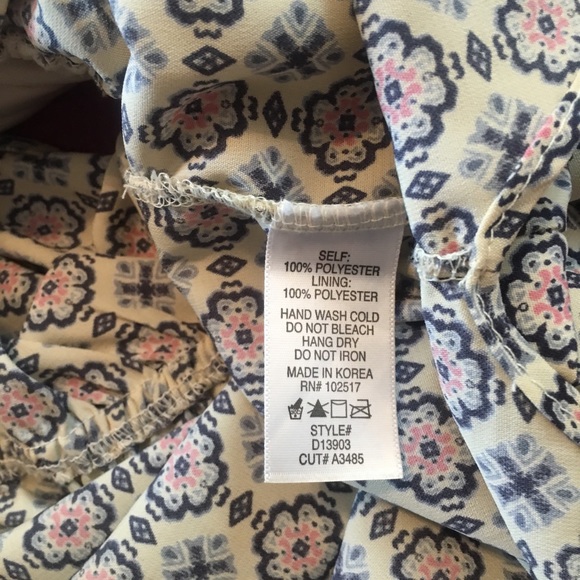 SELF:
100% POLYESTER
LINING:
100% POLYESTER
HAND WASH COLD
DO NOT BLEACH
HANG DRY
DO NOT IRON
MADE IN KOREA
RN# 102517
STYLE#
D13903
CUT# A3485